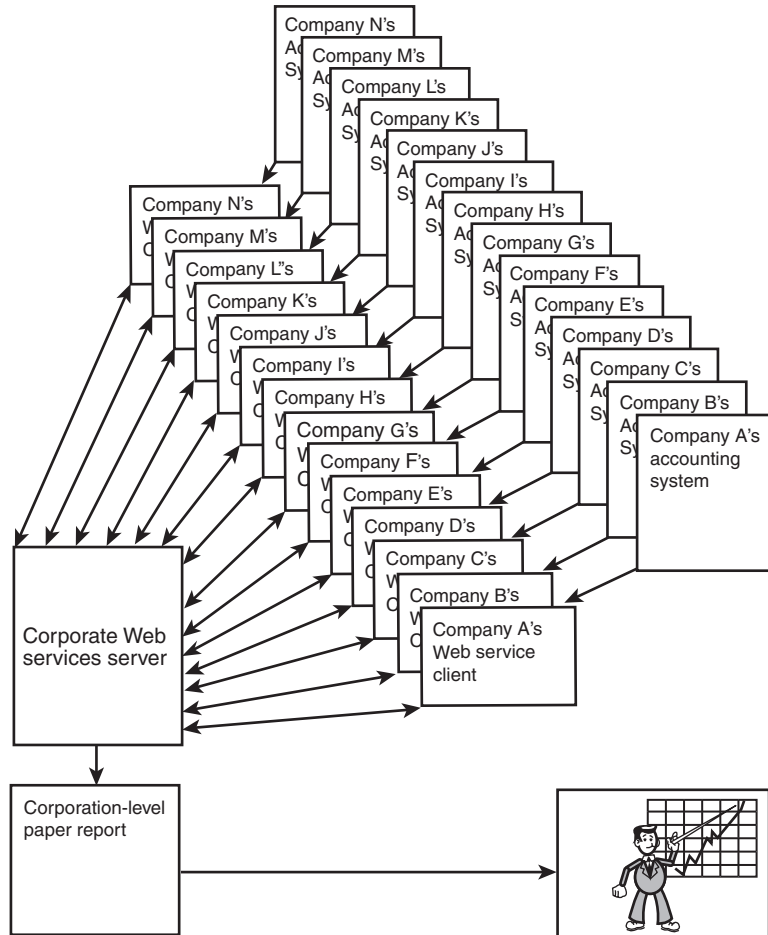 Company N's
Company M's
Company L's
Company K's
Company J's
Company I's
Company H's
Company G's
Company F's
Company E's
Company D's
Company C's
Company B's
Company A's
accounting
system
Company N's
Company M's
Company L"s
Company K's
Company J's
Company I's
Company H's
Company G's
Company F's
Company E's
Company D's
Company C's
Company B's
Company A's
Web service
client
Corporate Web
services server
Corporation-level
paper report